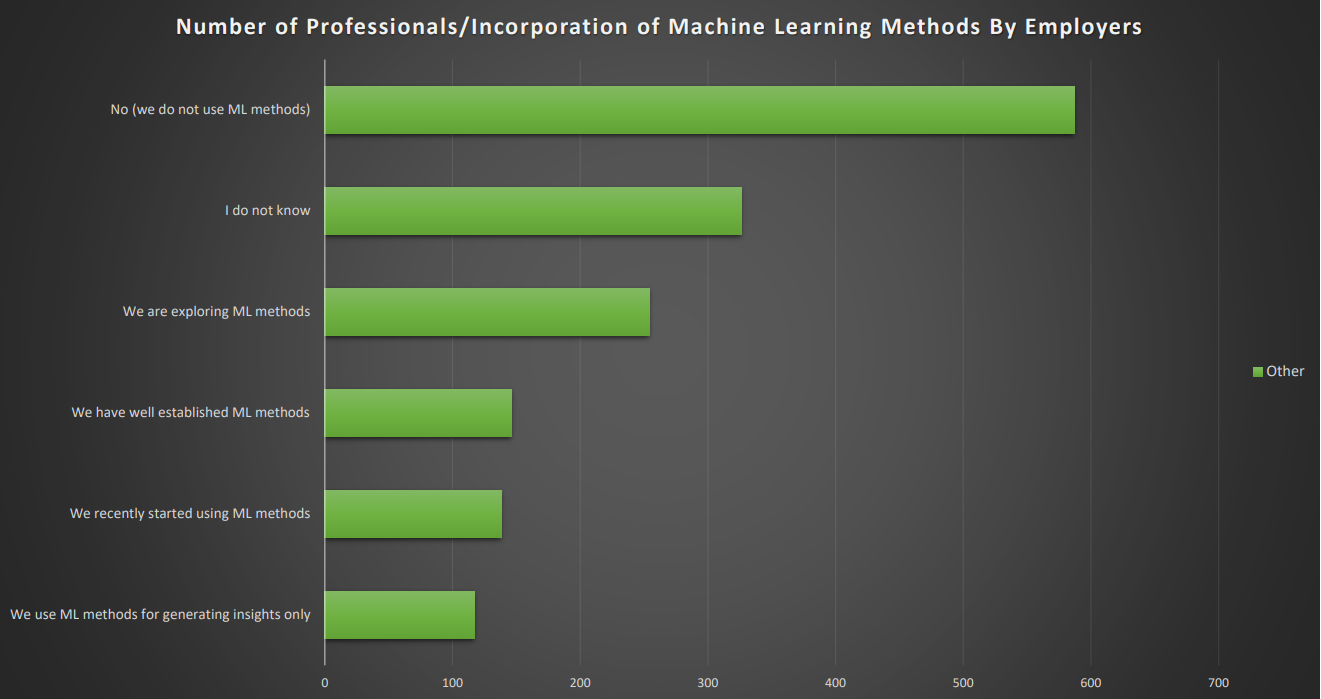 Number of Professionals/Incorporation of Machine Learning Methods By Employers
No (we do not use ML methods)
I do not know
We are exploring ML methods
We have well established ML methods
We recently started using ML methods
We use ML methods for generating insights only
Other
0 100 200 300 400 500 600 700